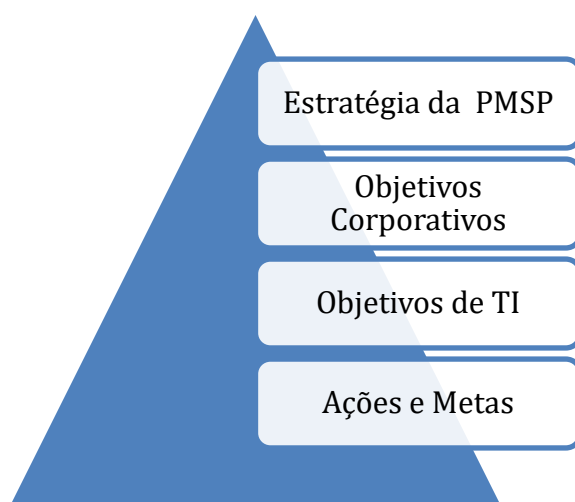 Estratégia da PMSP
Objetivos
Corporativos
Objetivos de TI
Ações e Metas